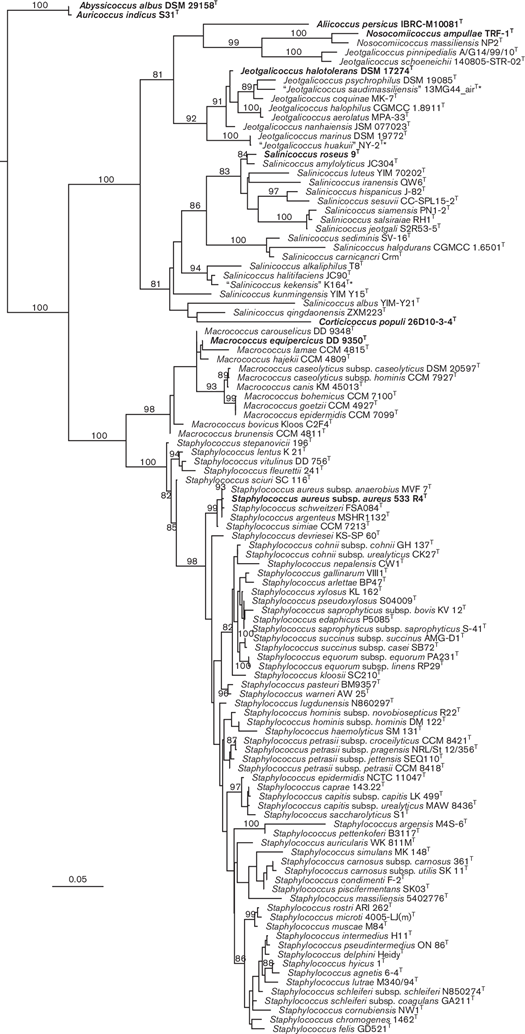 100
Abyssicoccus albus DSM 29158T
Auricoccus indicus S31T
Aliicoccus persicus IBRC-M10081T
Nosocomiicoccus ampullae TRF-1T
100
99
Nosocomiicoccus massiliensis NP2T
Jeotgalicoccus pinnipedialis A/G14/99/10T
Jeotgalicoccus schoeneichii 140805-STR-02T
Jeotgalicoccus halotolerans DSM 17274T
81
Jeotgalicoccus psychrophilus DSM 19085T
89
"Jeotgalicoccus saudimassiliensis" 13MG44_airT*
91
Jeotgalicoccus coquinae MK-7T
100
Jeotgalicoccus halophilus CGMCC 1.8911T
Jeotgalicoccus aerolatus MPA-33T
92
Jeotgalicoccus nanhaiensis JSM 077023T
Jeotgalicoccus marinus DSM 19772T
100
"Jeotgalicoccus huakuii" NY-2T*
84
Salinicoccus roseus 9T
Salinicoccus amylolyticus JC304T
83
Salinicoccus luteus YIM 70202T
100
Salinicoccus iranensis QW6T
97
Salinicoccus hispanicus J-82T
Salinicoccus sesuvii CC-SPL15-2T
86
Salinicoccus siamensis PN1-2T
100
Salinicoccus salsiraiae RH1T
Salinicoccus jeotgali S2R53-5T
Salinicoccus sediminis SV-16T
100
Salinicoccus halodurans CGMCC 1.6501T
Salinicoccus carnicancri CrmT
Salinicoccus alkaliphilus T8T
94
Salinicoccus halitifaciens JC90T
"Salinicoccus kekensis" K164T*
81
Salinicoccus kunmingensis YIM Y15T
Salinicoccus albus YIM-Y21T
100
Salinicoccus qingdaonensis ZXM223T
Corticicoccus populi 26D10-3-4T
Macrococcus carouselicus DD 9348T
Macrococcus equipercicus DD 9350T
Macrococcus lamae CCM 4815T
Macrococcus hajekii CCM 4809T
Macrococcus caseolyticus subsp. caseolyticus DSM 20597T
89
Macrococcus caseolyticus subsp. hominis CCM 7927T
93
Macrococcus canis KM 45013T
Macrococcus bohemicus CCM 7100T
99
Macrococcus goetzii CCM 4927T
98
Macrococcus epidermidis CCM 7099T
Macrococcus bovicus Kloos C2F4T
Macrococcus brunensis CCM 4811T
100
Staphylococcus stepanovicii 196T
94
Staphylococcus lentus K 21T
100
Staphylococcus vitulinus DD 756T
Staphylococcus fleurettii 241T
Staphylococcus sciuri SC 116T
93
Staphylococcus aureus subsp. anaerobius MVF 7T
82
Staphylococcus aureus subsp. aureus 533 R4T
99
Staphylococcus schweitzeri FSA084T
Staphylococcus argenteus MSHR1132T
85
Staphylococcus simiae CCM 7213T
Staphylococcus devriesei KS-SP 60T
Staphylococcus cohnii subsp. cohnii GH 137T
Staphylococcus cohnii subsp. urealyticus CK27T
98
Staphylococcus nepalensis CW1T
Staphylococcus gallinarum VIII1T
Staphylococcus arlettae BP47T
Staphylococcus xylosus KL 162T
Staphylococcus pseudoxylosus S04009T
Staphylococcus saprophyticus subsp. bovis KV 12T
Staphylococcus edaphicus P5085T
82
Staphylococcus saprophyticus subsp. saprophyticus S-41T
100
Staphylococcus succinus subsp. succinus AMG-D1T
Staphylococcus succinus subsp. casei SB72T
Staphylococcus equorum subsp. equorum PA231T
100
Staphylococcus equorum subsp. linens RP29T
Staphylococcus kloosii SC210T
Staphylococcus pasteuri BM9357T
96
Staphylococcus warneri AW 25T
Staphylococcus lugdunensis N860297T
Staphylococcus hominis subsp. novobiosepticus R22T
Staphylococcus hominis subsp. hominis DM 122T
Staphylococcus haemolyticus SM 131T
87
Staphylococcus petrasii subsp. croceilyticus CCM 8421T
Staphylococcus petrasii subsp. pragensis NRL/St 12/356T
Staphylococcus petrasii subsp. jettensis SEQ110T
Staphylococcus petrasii subsp. petrasii CCM 8418T
Staphylococcus epidermidis NCTC 11047T
97
Staphylococcus caprae 143.22T
Staphylococcus capitis subsp. capitis LK 499T
Staphylococcus capitis subsp. urealyticus MAW 8436T
Staphylococcus saccharolyticus S1T
100
Staphylococcus argensis M4S-6T
Staphylococcus pettenkoferi B3117T
Staphylococcus auricularis WK 811MT
Staphylococcus simulans MK 148T
Staphylococcus carnosus subsp. carnosus 361T
Staphylococcus carnosus subsp. utilis SK 11T
Staphylococcus condimenti F-2T
0.05
Staphylococcus piscifermentans SK03T
Staphylococcus massiliensis 5402776T
Staphylococcus rostri ARI 262T
99
Staphylococcus microti 4005-LJ(m)T
Staphylococcus muscae M84T
Staphylococcus intermedius H11T
Staphylococcus pseudintermedius ON 86T
Staphylococcus delphini HeidyT
86
88
Staphylococcus hyicus 1T
Staphylococcus agnetis 6-4T
Staphylococcus lutrae M340/94T
Staphylococcus schleiferi subsp. schleiferi N850274T
Staphylococcus schleiferi subsp. coagulans GA211T
Staphylococcus cornubiensis NW1T
Staphylococcus chromogenes 1462T
Staphylococcus felis GD521T